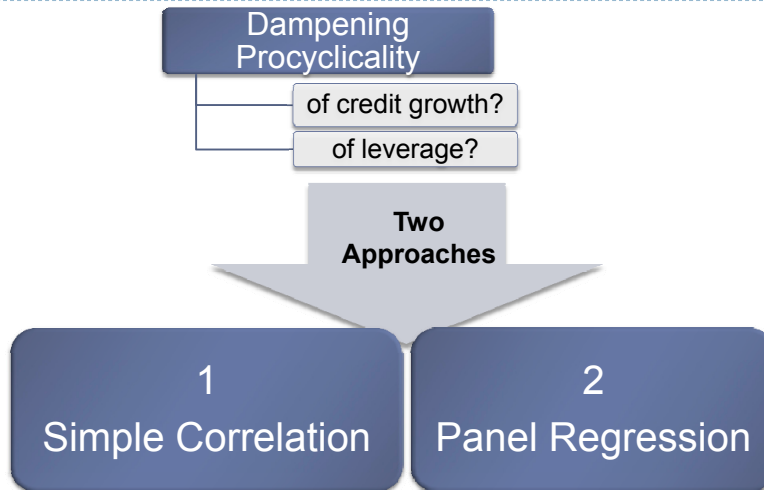 Dampening
Procyclicality
of credit growth?
of leverage?
Two
Approaches
1
Simple Correlation
2
Panel Regression